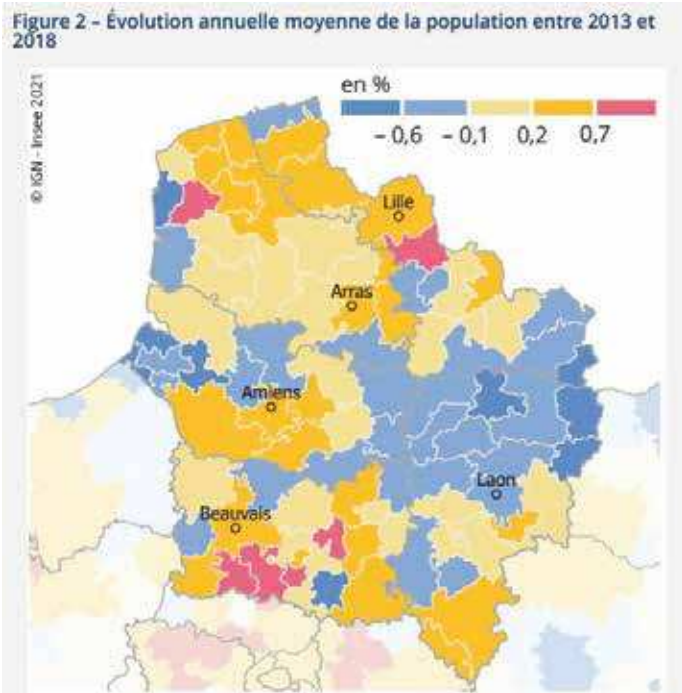 Figure 2 – Évolution annuelle moyenne de la population entre 2013 et
2018
© IGN - Insee 2021
en %
– 0,6 – 0,1 0,2 0,7
Lille
Arras
Amiens
Laon
Beauvais